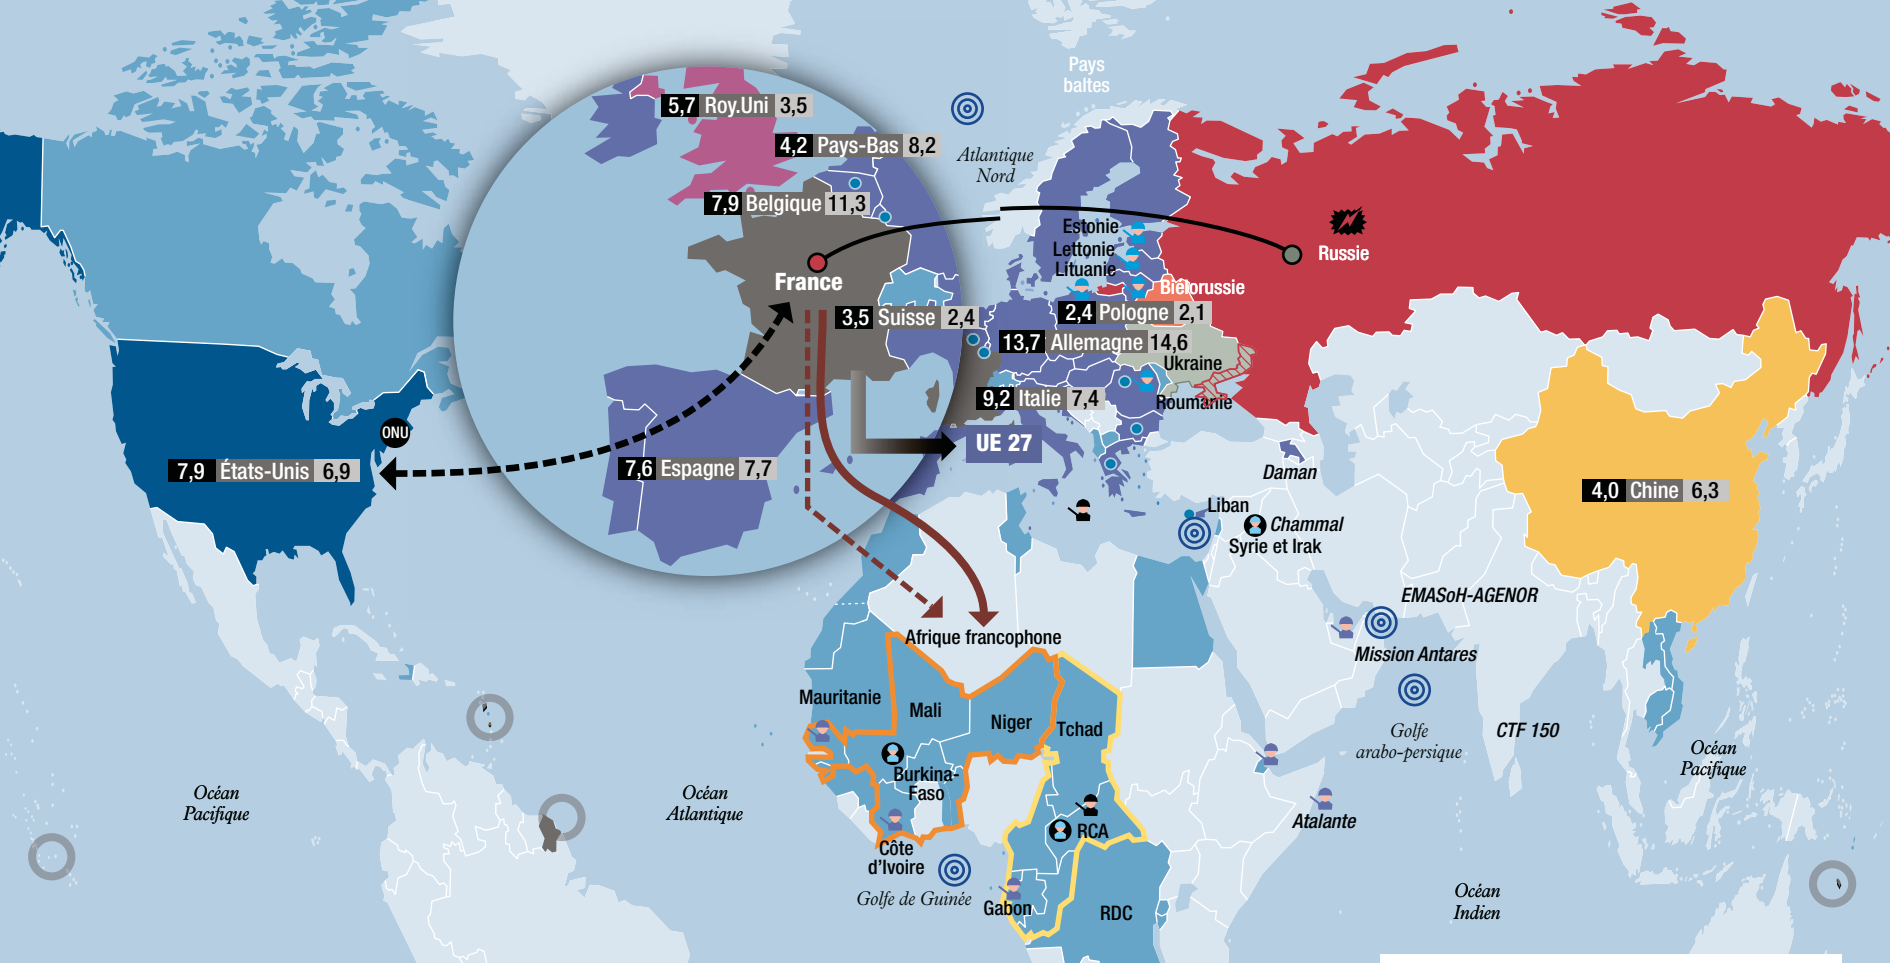 Pays
baltes
5,7 Roy.Uni 3,5
4,2 Pays-Bas 8,2
Atlantique
Nord
7,9 Belgique 11,3
Estonie
Lettonie
Lituanie
Russie
France
Biélorussie
3,5 Suisse 2,4
2,4 Pologne 2,1
13,7 Allemagne 14,6
Ukraine
9,2 Italie 7,4
Roumanie
ONU
UE 27
7,9 États-Unis 6,9
7,6 Espagne 7,7
Daman
4,0 Chine 6,3
Liban
Chammal
Syrie et Irak
EMASoH-AGENOR
Afrique francophone
Mission Antares
Mauritanie
Mali
Niger
Tchad
Golfe
arabo-persique
CTF 150
Océan
Pacifique
Burkina-
Faso
Océan
Pacifique
Océan
Atlantique
RCA
Atalante
Côte
d'Ivoire
Golfe de Guinée
Gabon
RDC
Océan
Indien